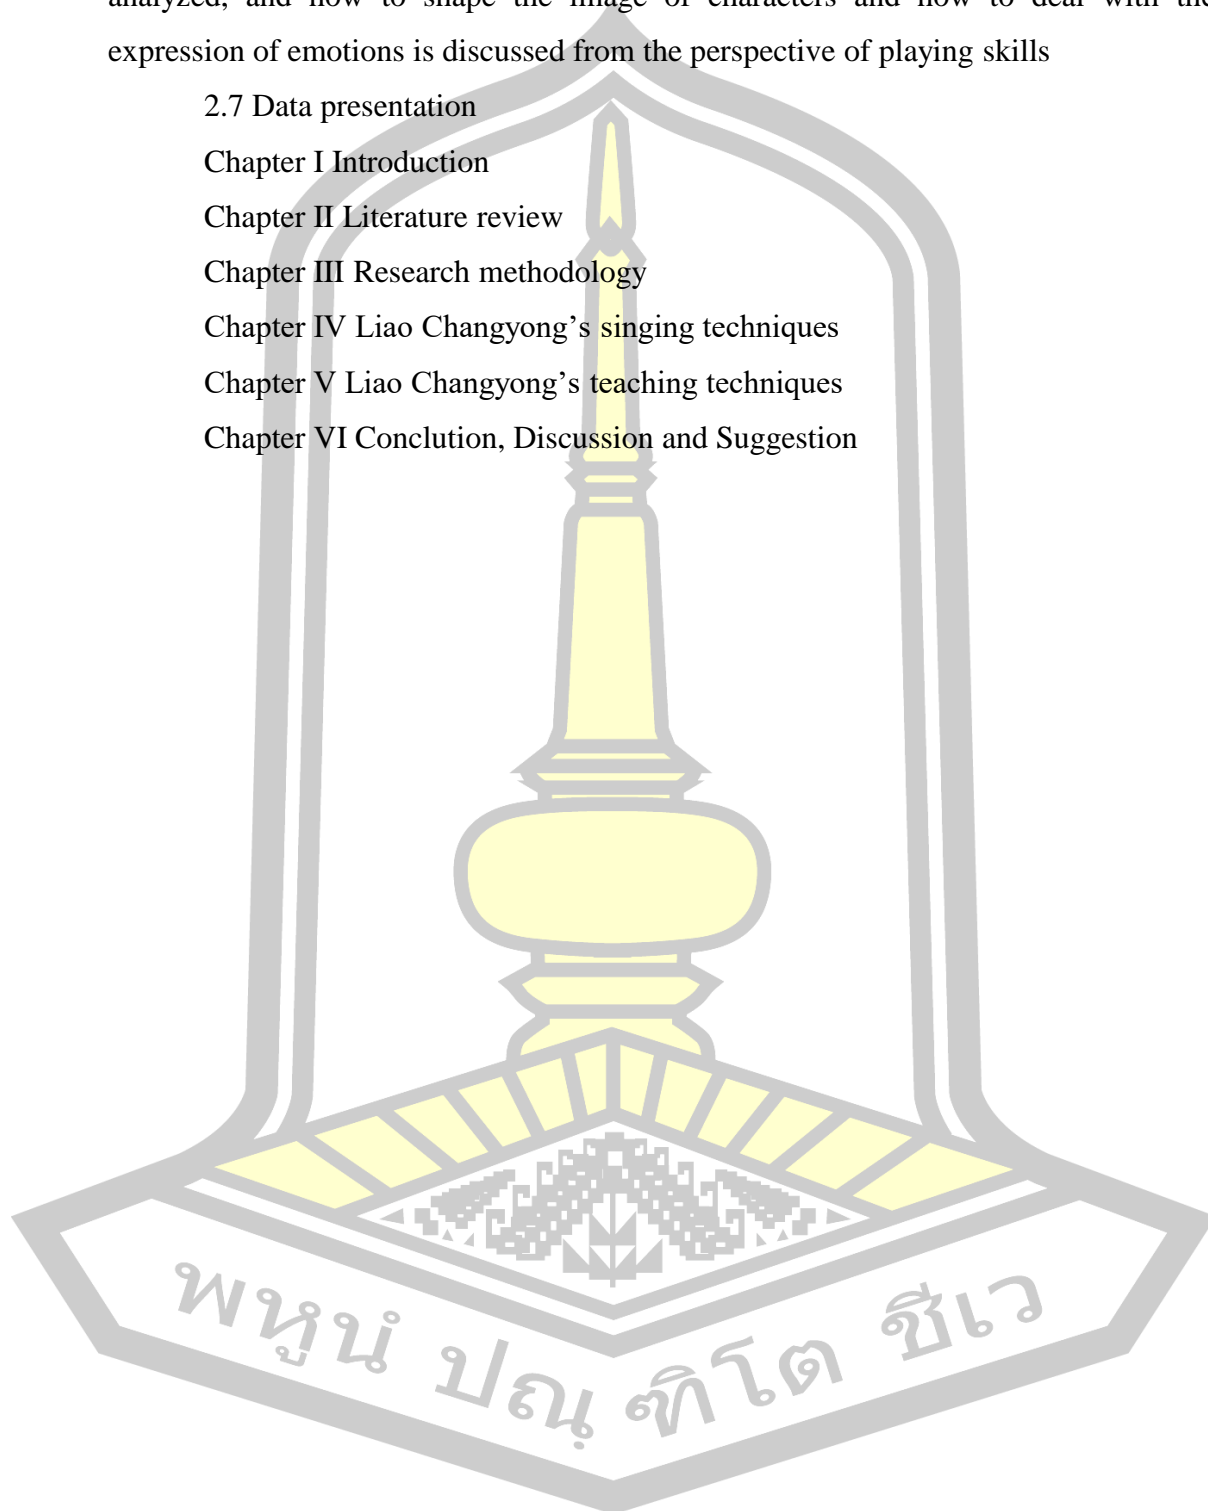 analyzed, and how to shape the image of characters and how to deal with the
expression of emotions is discussed from the perspective of playing skills
2.7 Data presentation
Chapter I Introduction
Chapter II Literature review
Chapter III Research methodology
Chapter IV Liao Changyong’s singing techniques
Chapter V Liao Changyong’s teaching techniques
Chapter VI Conclution, Discussion and Suggestion
พหูนํ ปณฺฑิโต ชีเว